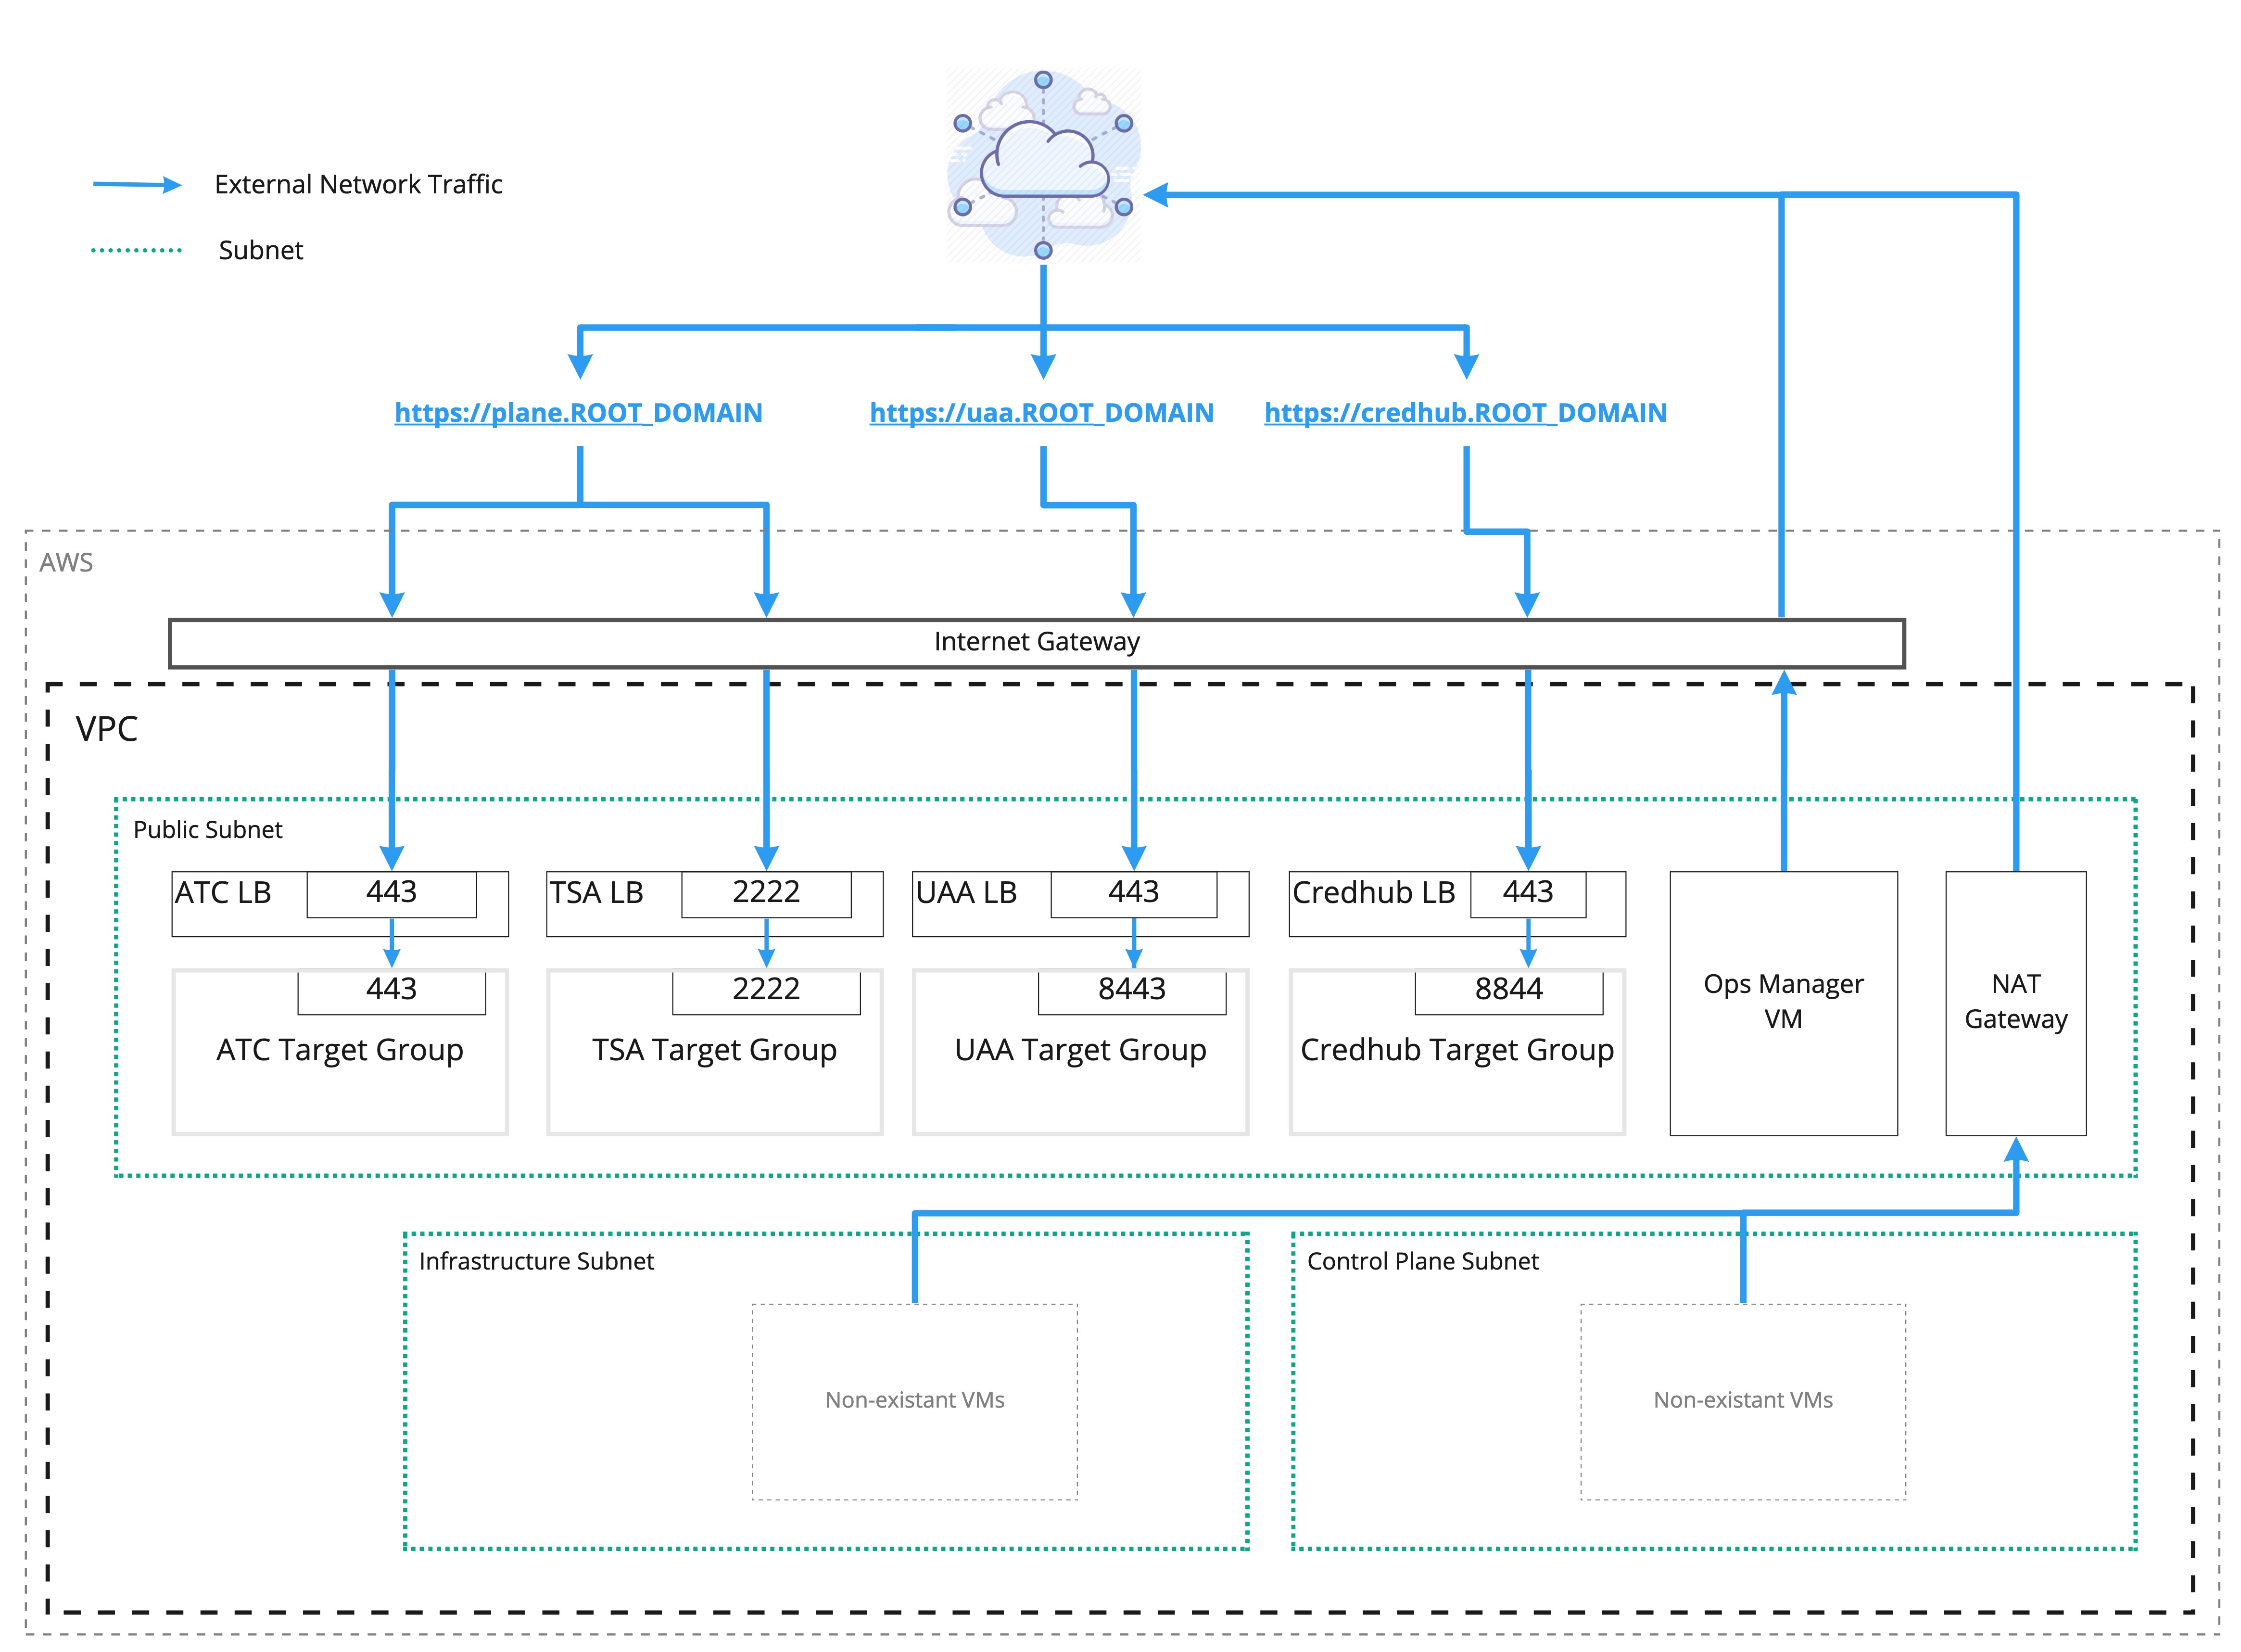 External Network Traffic
Subnet
https://plane.ROOT_DOMAIN
https://uaa.ROOT_DOMAIN
https://credhub.ROOT_DOMAIN
AWS
Internet Gateway
VPC
Public Subnet
ATC LB
443
TSA LB
2222
UAA LB
443
Credhub LB
443
443
ATC Target Group
2222
TSA Target Group
8443
UAA Target Group
8844
Credhub Target Group
Ops Manager
VM
NAT
Gateway
Infrastructure Subnet
Non-existant VMs
Control Plane Subnet
Non-existant VMs